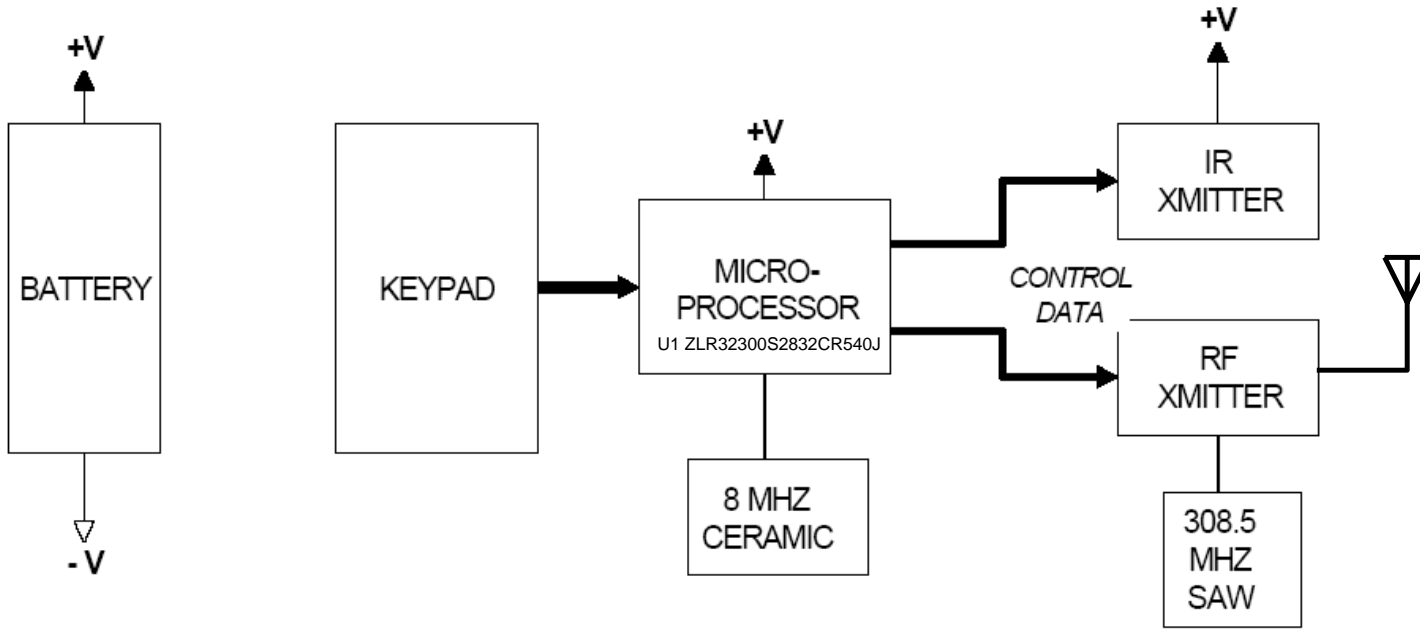 +V
BATTERY
- V
KEYPAD
+V
MICRO-
PROCESSOR
U1 ZLR32300S2832CR540J
8 MHZ
CERAMIC
CONTROL
DATA
+V
IR
XMITTER
RF
XMITTER
308.5
MHZ
SAW